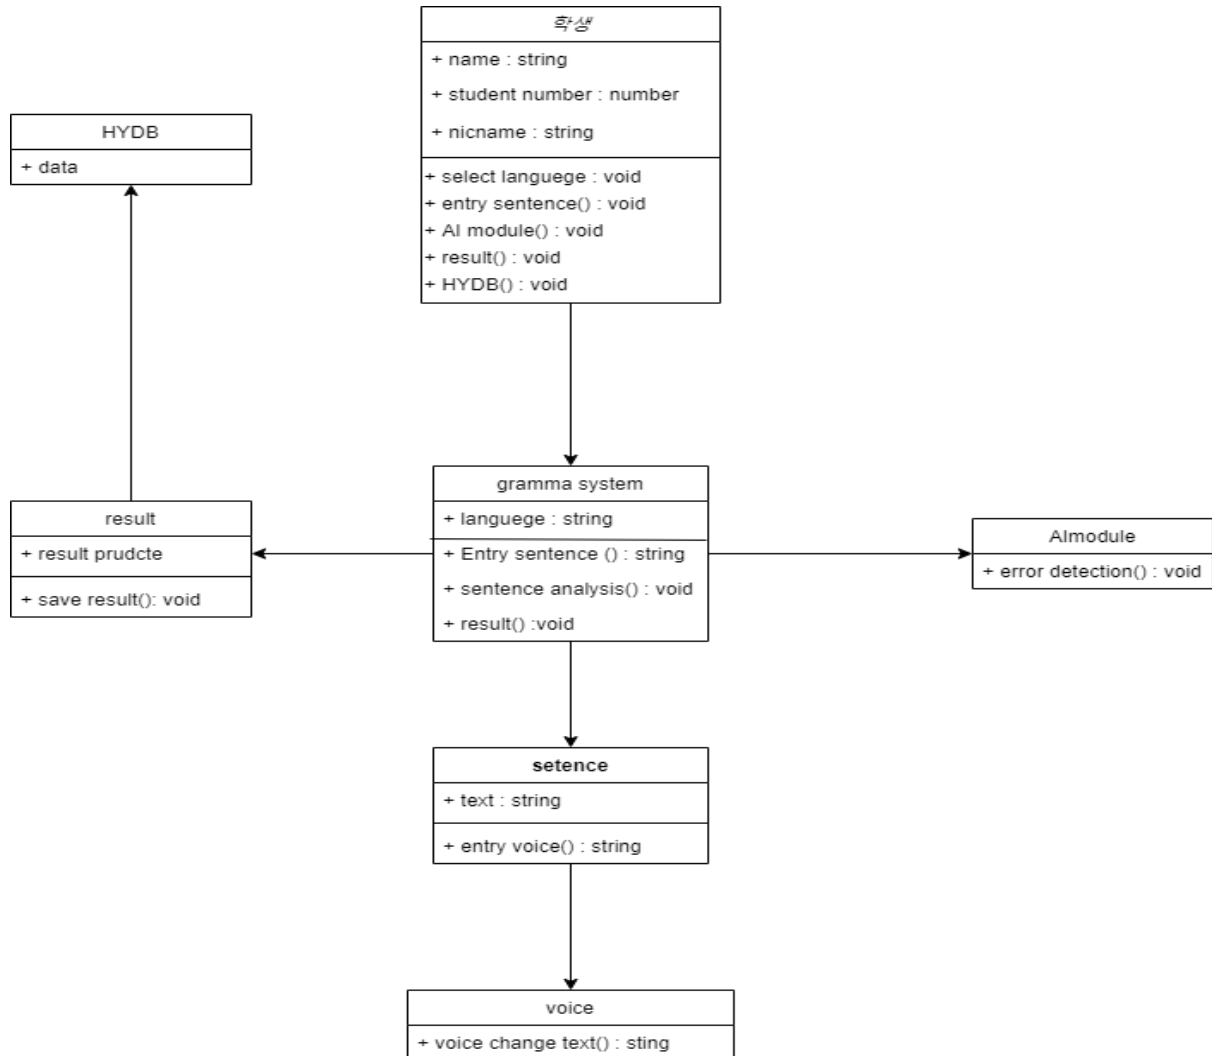 학생
+ name : string
+ student number : number
+ nicname : string
+ select languege : void
+ entry sentence() : void
+ AI module() : void
+ result() : void
+ HYDB() : void
HYDB
+ data
gramma system
+ languege : string
+ Entry sentence () : string
+ sentence analysis() : void
+ result() :void
result
+ result prudcte
+ save result(): void
AImodule
+ error detection() : void
setence
+ text : string
+ entry voice() : string
voice
+ voice change text() : sting